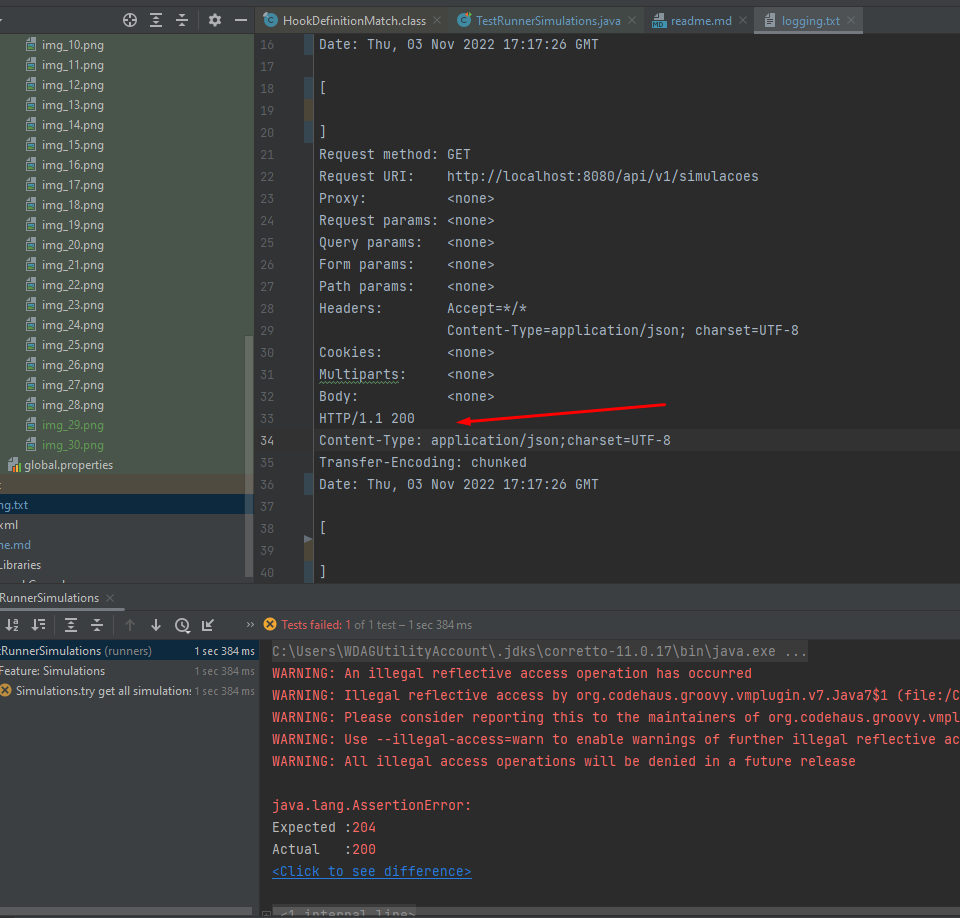 HookDefinitionMatch.class
TestRunnerSimulations.java
readme.md
logging.txt
img_10.png
img_11.png
img_12.png
img_13.png
img_14.png
img_15.png
img_16.png
img_17.png
img_18.png
img_19.png
img_20.png
img_21.png
img_22.png
img_23.png
img_24.png
img_25.png
img_26.png
img_27.png
img_28.png
img_29.png
img_30.png
global.properties
ng.txt
xml
ne.md
Libraries
16 Date: Thu, 03 Nov 2022 17:17:26 GMT
17
18 [
19
20 ]
21 Request method: GET
22 Request URI: http://localhost:8080/api/v1/simulacoes
23 Proxy: <none>
24 Request params: <none>
25 Query params: <none>
26 Form params: <none>
27 Path params: <none>
28 Headers: Accept=*/*
29 Content-Type=application/json; charset=UTF-8
30 Cookies: <none>
31 Multiparts: <none>
32 Body: <none>
33 HTTP/1.1 200
34 Content-Type: application/json;charset=UTF-8
35 Transfer-Encoding: chunked
36 Date: Thu, 03 Nov 2022 17:17:26 GMT
37
38 [
39
40 ]
RunnerSimulations
Tests failed: 1 of 1 test – 1 sec 384 ms
tRunnerSimulations (runners) 1 sec 384 ms
Feature: Simulations 1 sec 384 ms
Simulations.try get all simulations 1 sec 384 ms
C:\Users\WDAGUtilityAccount\.jdks\corretto-11.0.17\bin\java.exe ...
WARNING: An illegal reflective access operation has occurred
WARNING: Illegal reflective access by org.codehaus.groovy.vmplugin.v7.Java7$1 (file:/C
WARNING: Please consider reporting this to the maintainers of org.codehaus.groovy.vmpl
WARNING: Use --illegal-access=warn to enable warnings of further illegal reflective ac
WARNING: All illegal access operations will be denied in a future release
java.lang.AssertionError:
Expected :204
Actual :200
<Click to see difference>
<1 internal line>